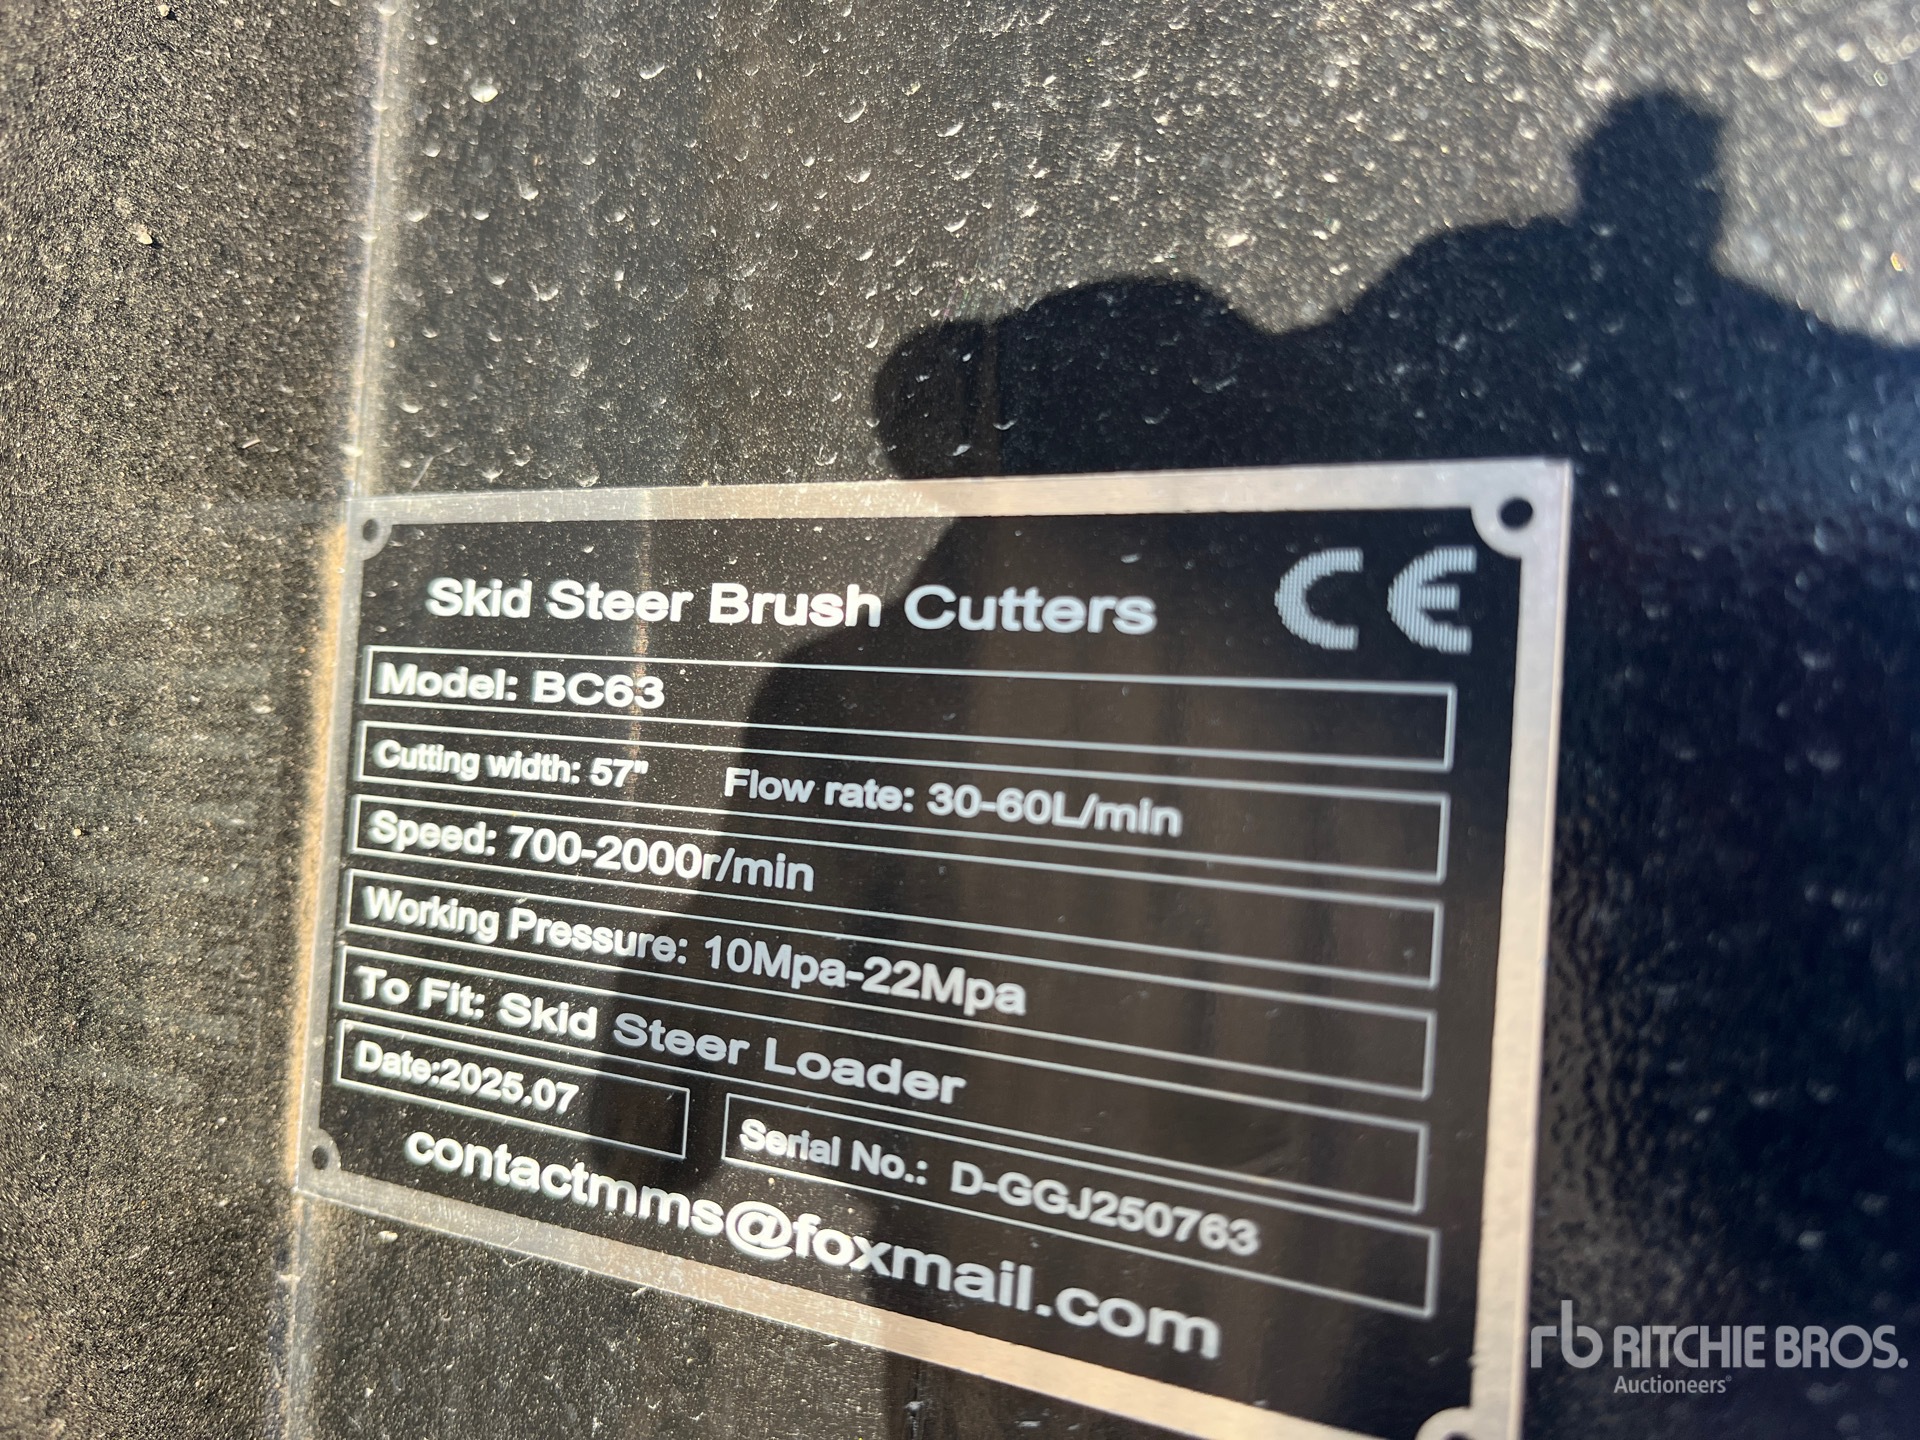 Skid Steer Brush Cutters CE
Model: BC63
Cutting width: 57" Flow rate: 30-60L/min
Speed: 700-2000r/min
Working Pressure: 10Mpa-22Mpa
To Fit: Skid Steer Loader
Date:2025.07 Serial No.: D-GGJ250763
contactmms@foxmail.com
rb RITCHIE BROS.
Auctioneers®